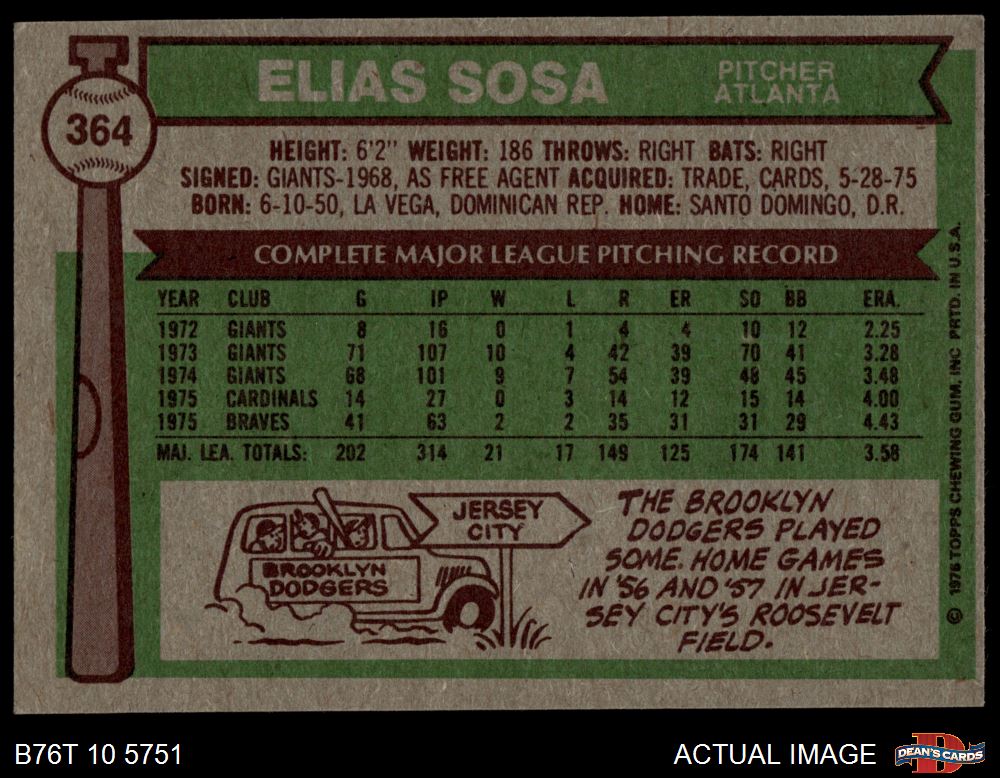 ELIAS SOSA
PITCHER
ATLANTA
364
HEIGHT: 6'2" WEIGHT: 186 THROWS: RIGHT BATS: RIGHT
SIGNED: GIANTS-1968, AS FREE AGENT ACQUIRED: TRADE, CARDS, 5-28-75
BORN: 6-10-50, LA VEGA, DOMINICAN REP. HOME: SANTO DOMINGO, D.R.
COMPLETE MAJOR LEAGUE PITCHING RECORD
YEAR CLUB G IP W L R ER SO BB ERA.
1972 GIANTS 8 16 0 1 4 4 10 12 2.25
1973 GIANTS 71 107 10 4 42 39 70 41 3.28
1974 GIANTS 68 101 9 7 54 39 48 45 3.48
1975 CARDINALS 14 27 0 3 14 12 15 14 4.00
1975 BRAVES 41 63 2 2 35 31 31 29 4.43
MAJ. LEA. TOTALS: 202 314 21 17 149 125 174 141 3.58
JERSEY
CITY
BROOKLYN
DODGERS
THE BROOKLYN
DODGERS PLAYED
SOME HOME GAMES
IN '56 AND '57 IN JER-
SEY CITY'S ROOSEVELT
FIELD.
© 1976 TOPPS CHEWING GUM, INC PRTD. IN U.S.A.
B76T 10 5751
ACTUAL IMAGE
DEAN'S CARDS